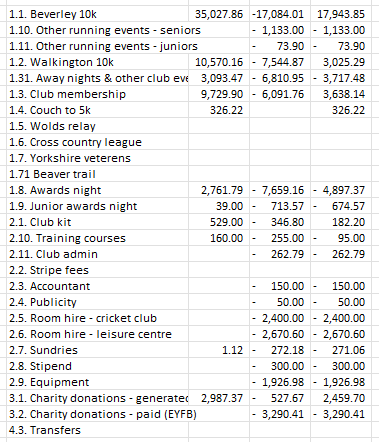 1.1. Beverley 10k 35,027.86 -17,084.01 17,943.85
1.10. Other running events - seniors - 1,133.00 - 1,133.00
1.11. Other running events - juniors - 73.90 - 73.90
1.2. Walkington 10k 10,570.16 - 7,544.87 3,025.29
1.31. Away nights & other club eve 3,093.47 - 6,810.95 - 3,717.48
1.3. Club membership 9,729.90 - 6,091.76 3,638.14
1.4. Couch to 5k 326.22 326.22
1.5. Wolds relay
1.6. Cross country league
1.7. Yorkshire veterens
1.71 Beaver trail
1.8. Awards night 2,761.79 - 7,659.16 - 4,897.37
1.9. Junior awards night 39.00 - 713.57 - 674.57
2.1. Club kit 529.00 - 346.80 182.20
2.10. Training courses 160.00 - 255.00 - 95.00
2.11. Club admin - 262.79 - 262.79
2.2. Stripe fees
2.3. Accountant - 150.00 - 150.00
2.4. Publicity - 50.00 - 50.00
2.5. Room hire - cricket club - 2,400.00 - 2,400.00
2.6. Room hire - leisure centre - 2,670.60 - 2,670.60
2.7. Sundries 1.12 - 272.18 - 271.06
2.8. Stipend - 300.00 - 300.00
2.9. Equipment - 1,926.98 - 1,926.98
3.1. Charity donations - generated 2,987.37 - 527.67 2,459.70
3.2. Charity donations - paid (EYFB) - 3,290.41 - 3,290.41
4.3. Transfers